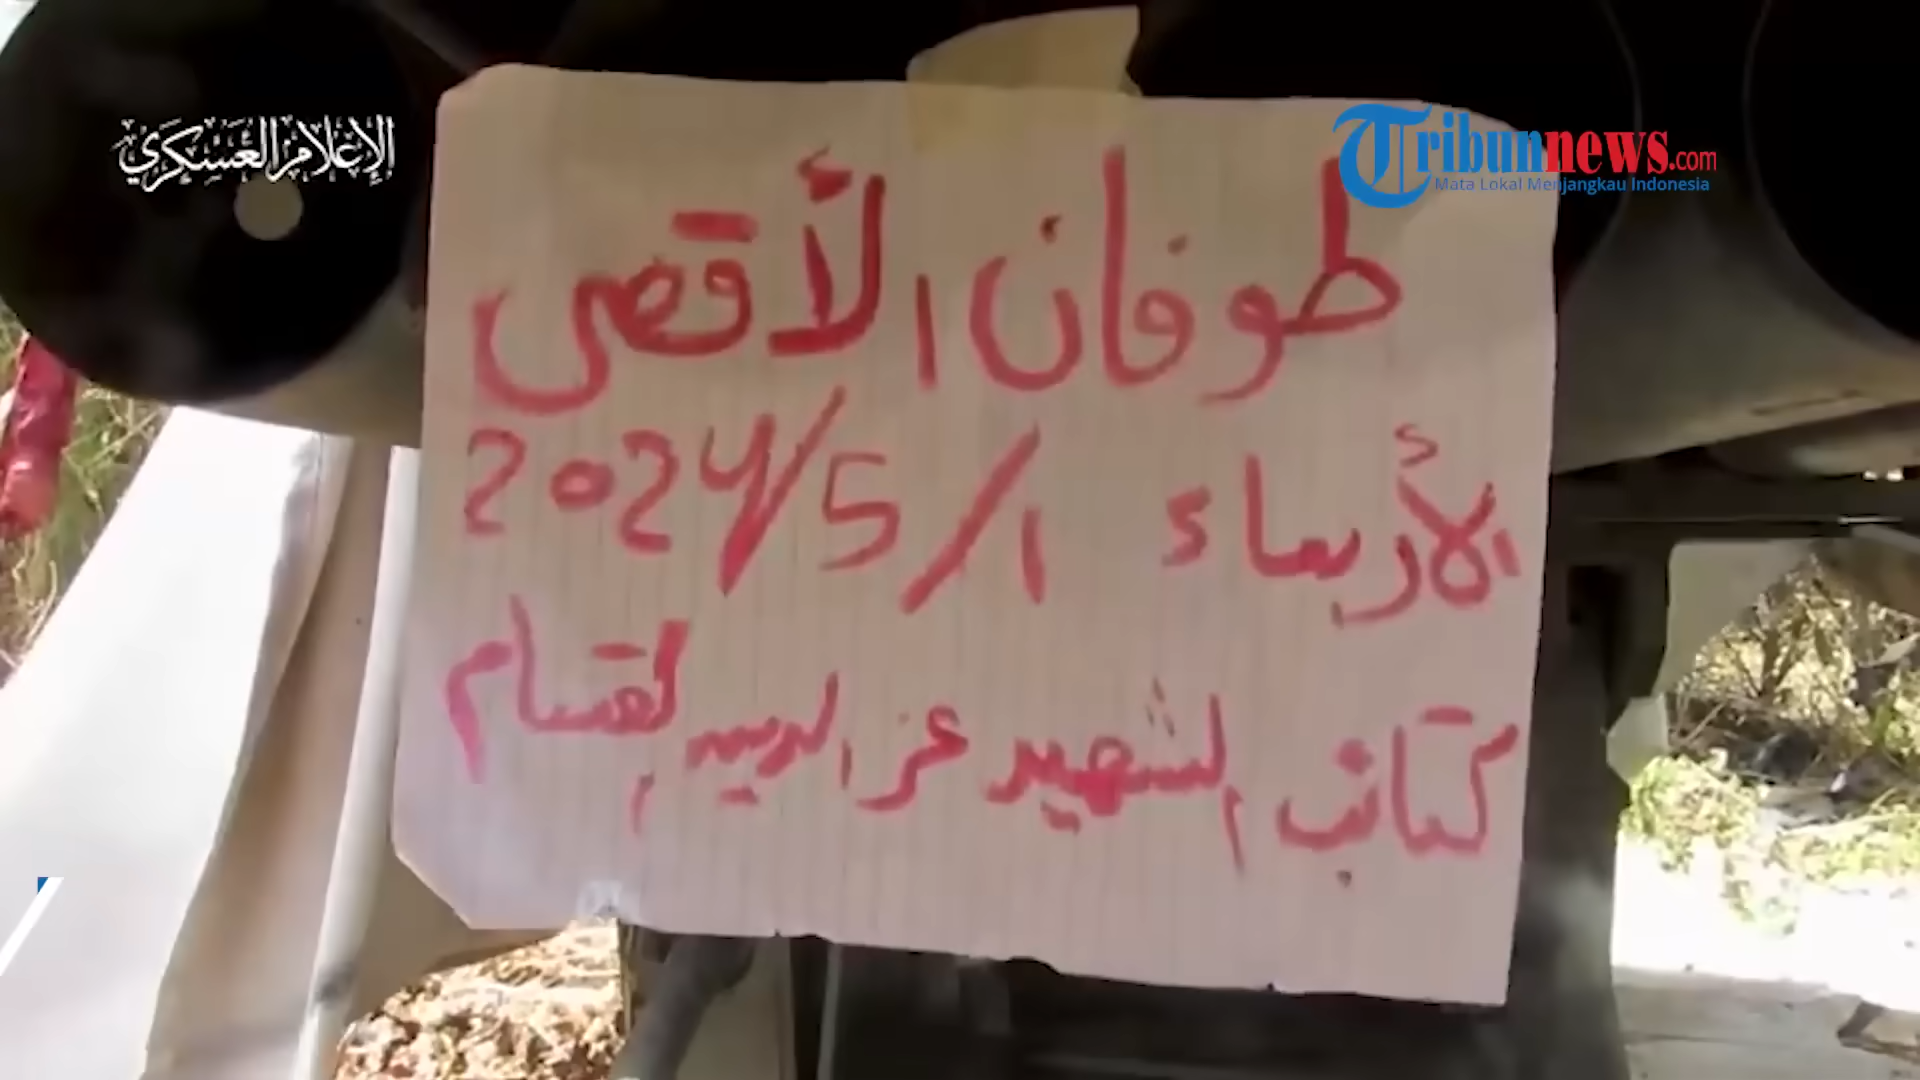 الإعلام العسكري
Tribunnews.com
Mata Lokal Menjangkau Indonesia
طوفان الأقصى
الأربعاء 1/5/2024
كتائب الشهيد عز الدين القسام